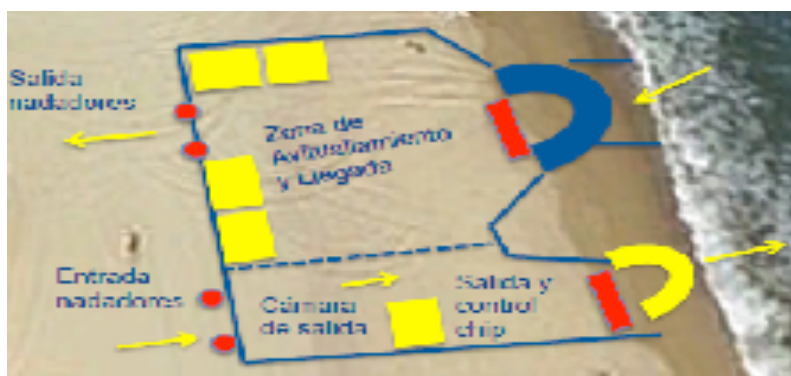 Salida
nadadores
Zona de
Avituallamiento
y Llegada
Entrada
nadadores
Cámara
de salida
Salida y
control
chip